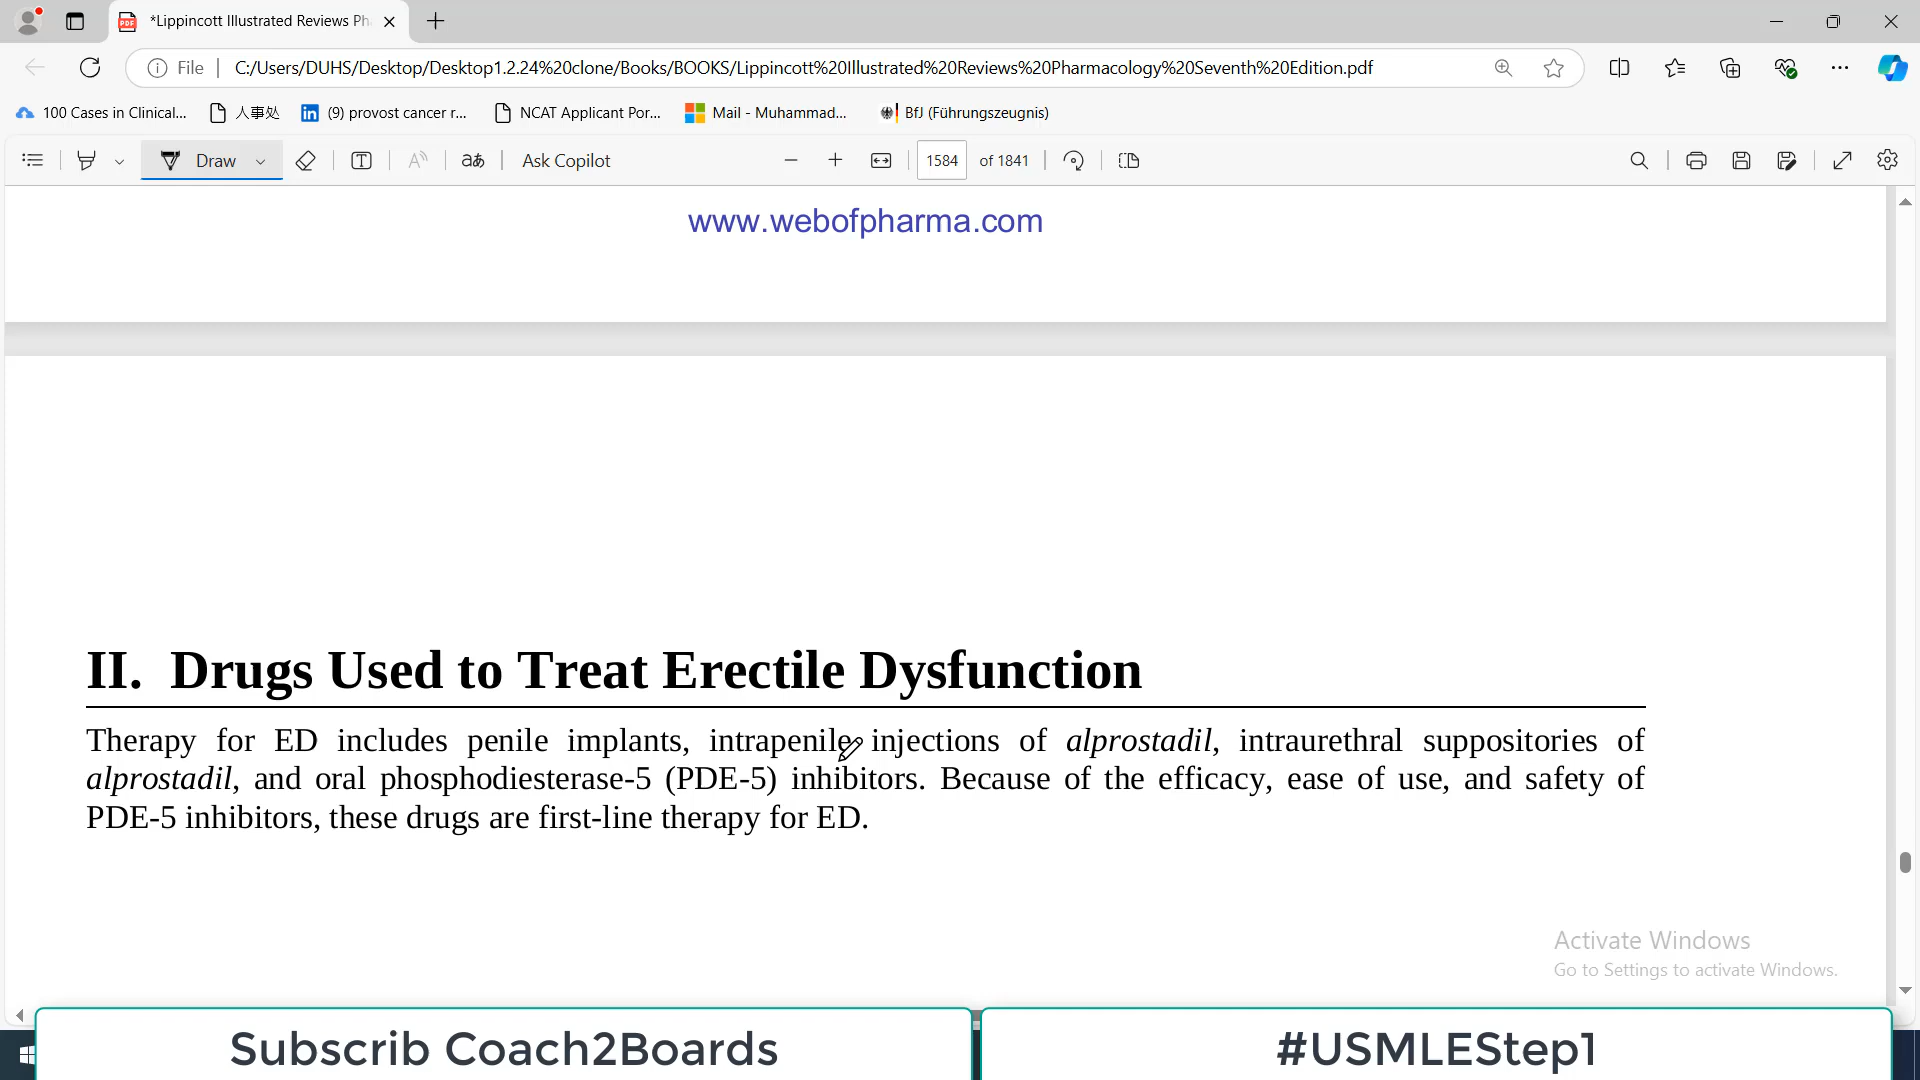 *Lippincott Illustrated Reviews Ph
File
C:/Users/DUHS/Desktop/Desktop1.2.24%20clone/Books/BOOKS/Lippincott%20Illustrated%20Reviews%20Pharmacology%20Seventh%20Edition.pdf
100 Cases in Clinical...
人事处
(9) provost cancer r...
NCAT Applicant Por...
Mail - Muhammad...
BfJ (Führungszeugnis)
Draw
Ask Copilot
1584 of 1841
www.webofpharma.com
II. Drugs Used to Treat Erectile Dysfunction
Therapy for ED includes penile implants, intrapenile injections of alprostadil, intraurethral suppositories of
alprostadil, and oral phosphodiesterase-5 (PDE-5) inhibitors. Because of the efficacy, ease of use, and safety of
PDE-5 inhibitors, these drugs are first-line therapy for ED.
Activate Windows
Go to Settings to activate Windows.
Subscrib Coach2Boards
#USMLEStep1